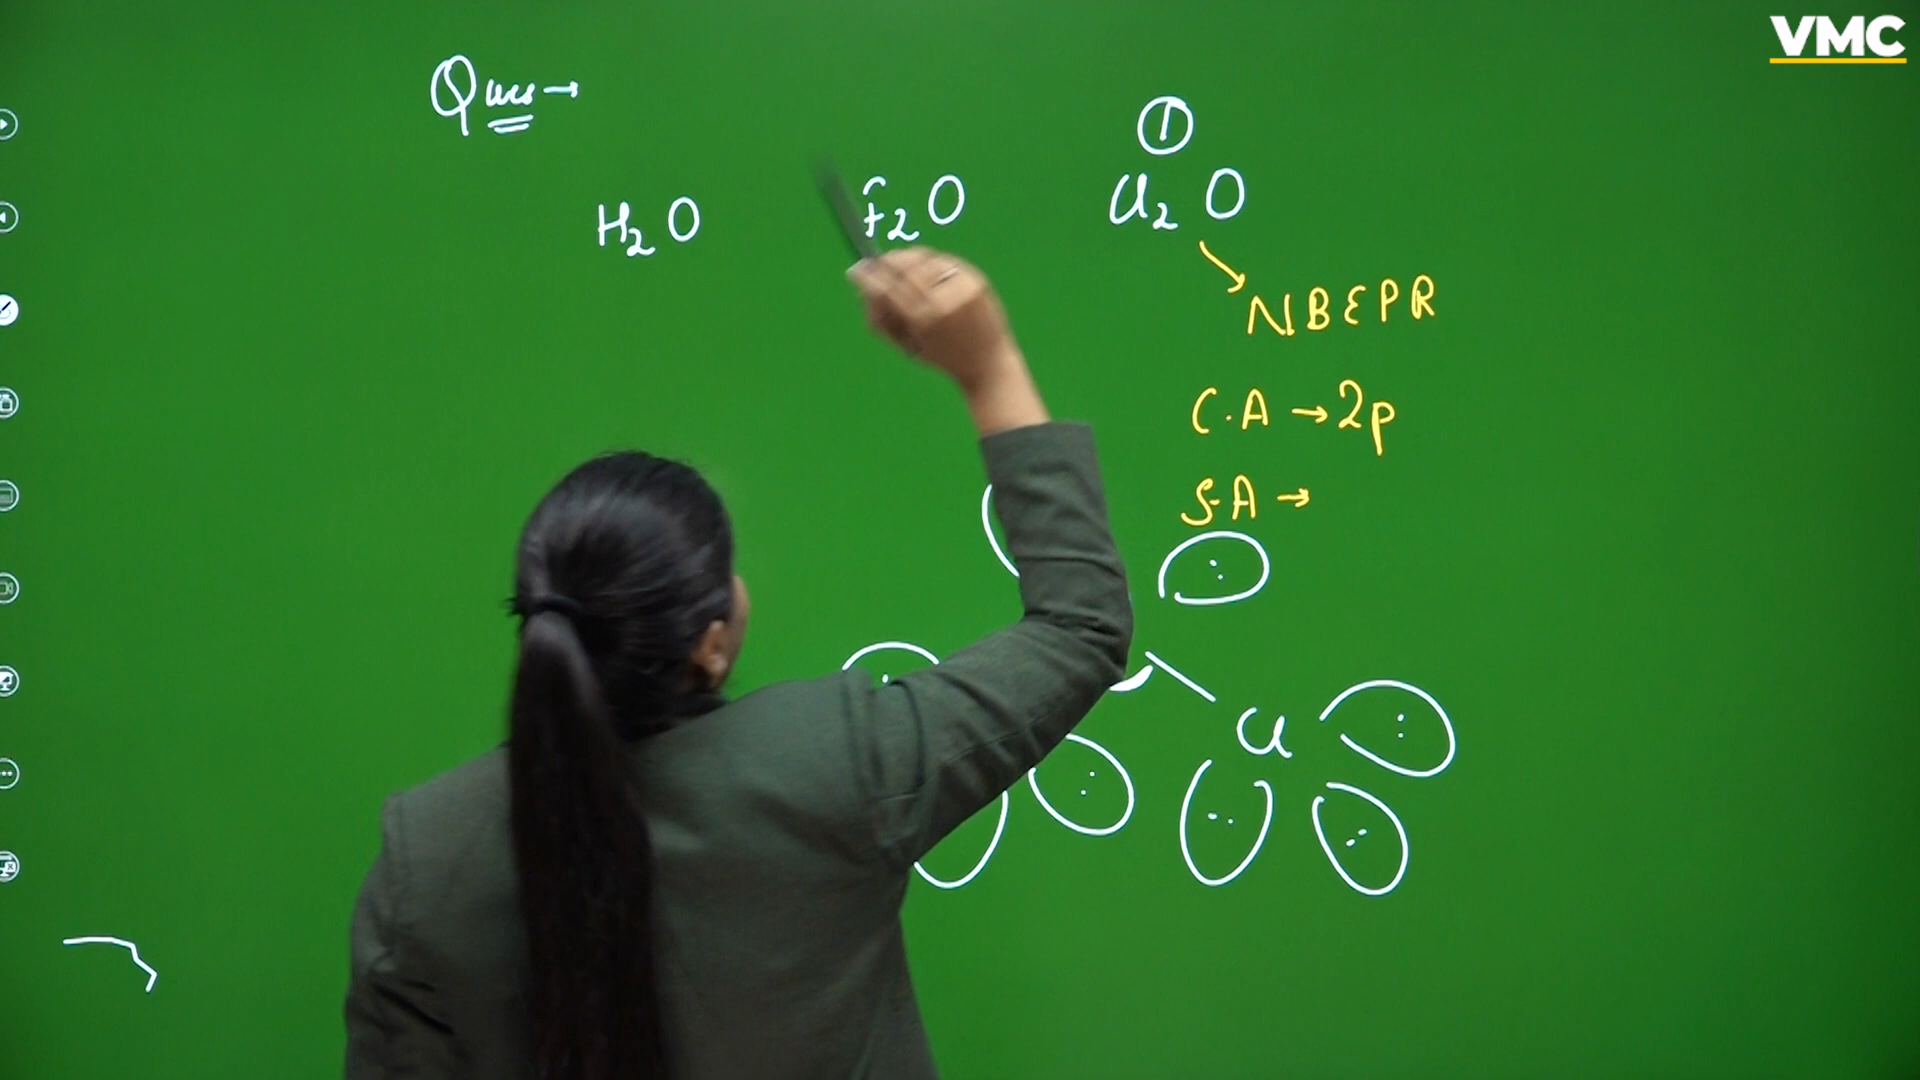 VMC
Ques→
①
H₂O F₂O Cl₂O
NBEPR
C.A → 2p
S.A →
Cl